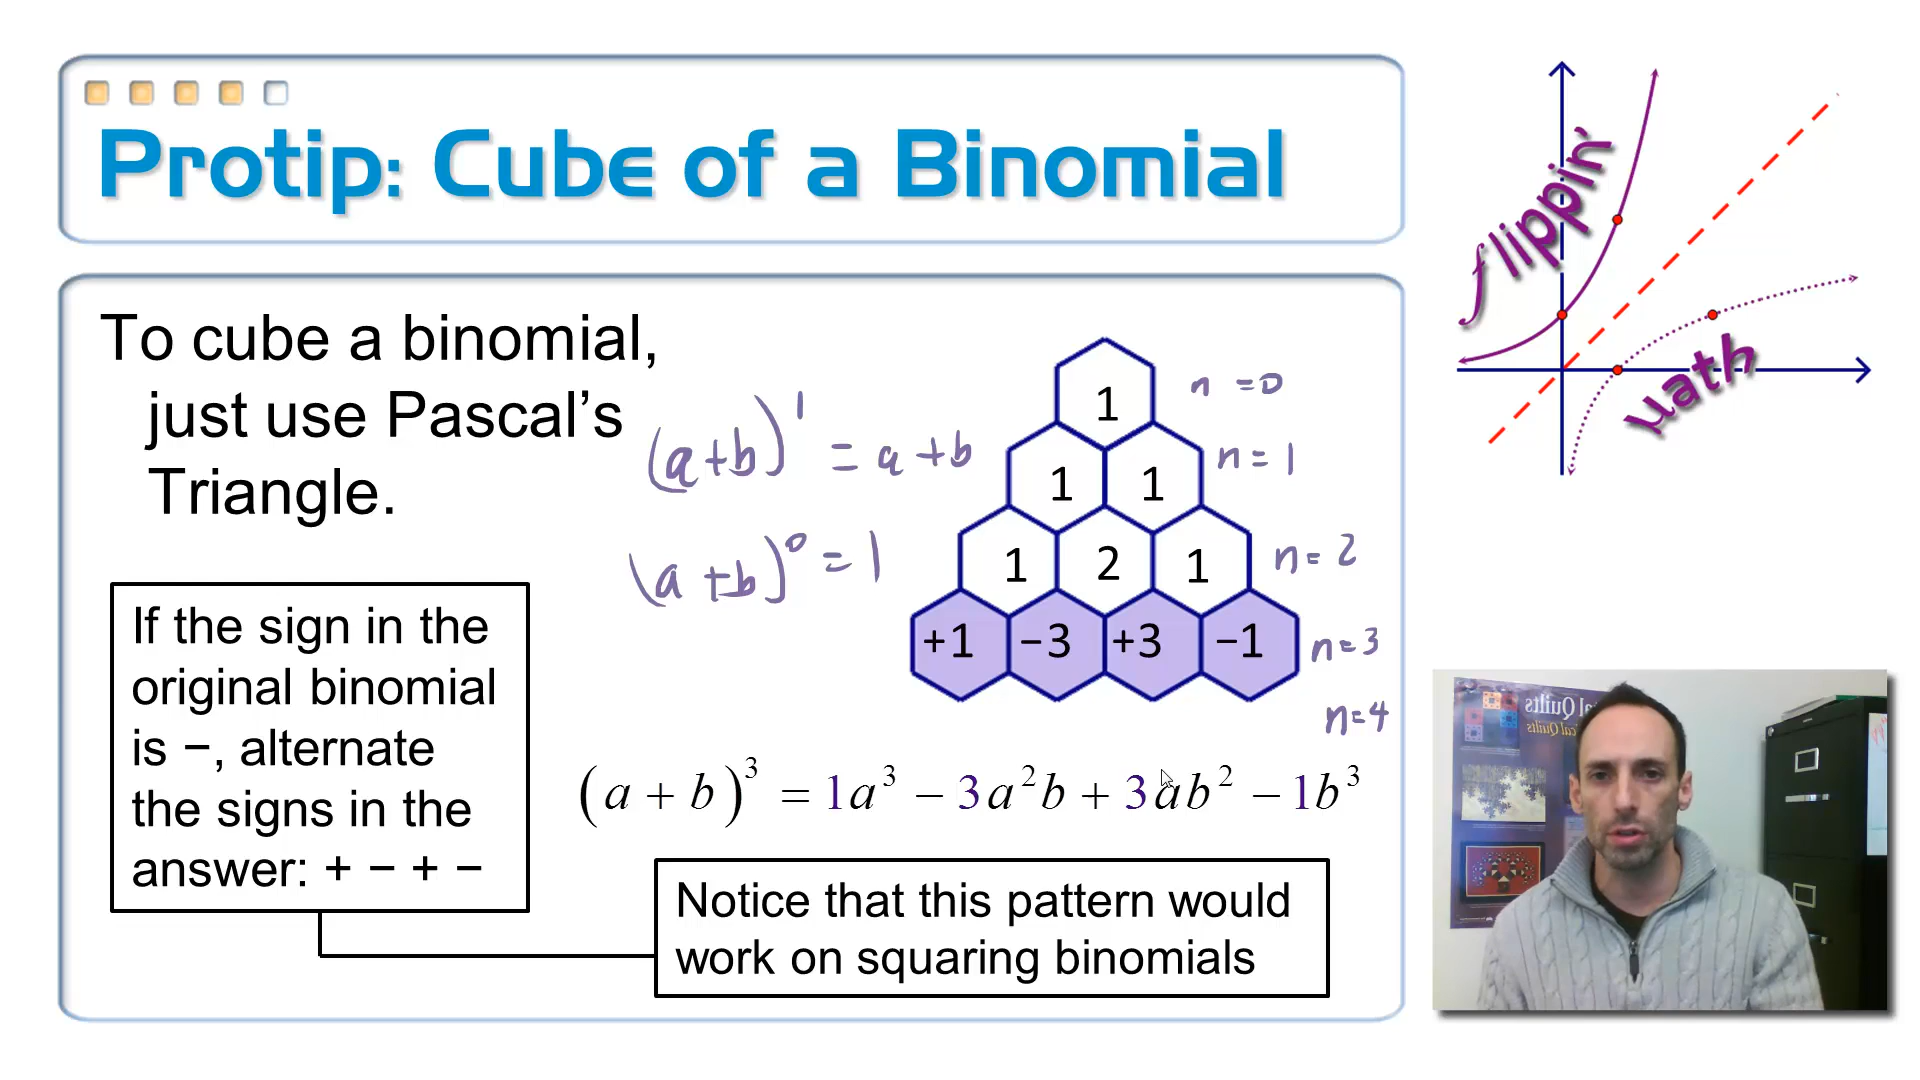 Protip: Cube of a Binomial
flippin'
math
To cube a binomial,
just use Pascal's
Triangle.
(a+b)^1 = a+b
(a+b)^0 = 1
1 n=0
1 1 n=1
1 2 1 n=2
+1 −3 +3 −1 n=3
n=4
If the sign in the
original binomial
is −, alternate
the signs in the
answer: + − + −
(a + b)³ = 1a³ − 3a²b + 3ab² − 1b³
Notice that this pattern would
work on squaring binomials